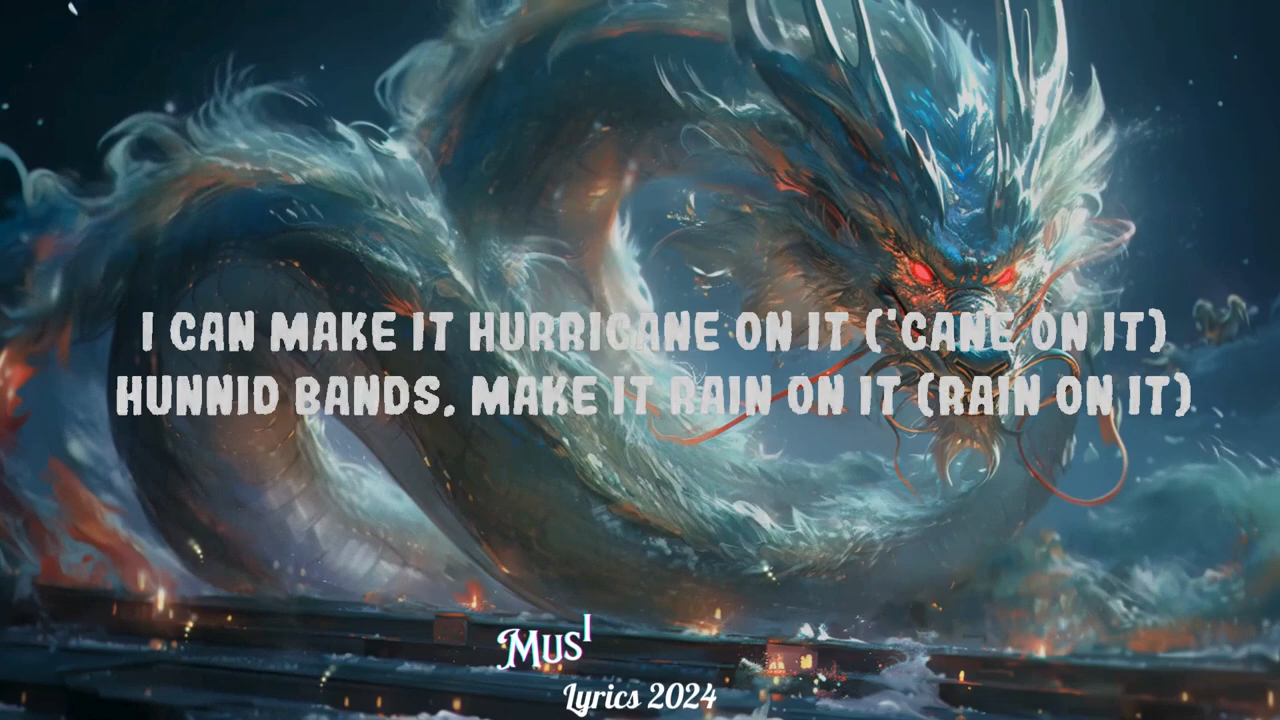 I CAN MAKE IT HURRICANE ON IT ('CANE ON IT)
HUNNID BANDS, MAKE IT RAIN ON IT (RAIN ON IT)
MUSI
Lyrics 2024